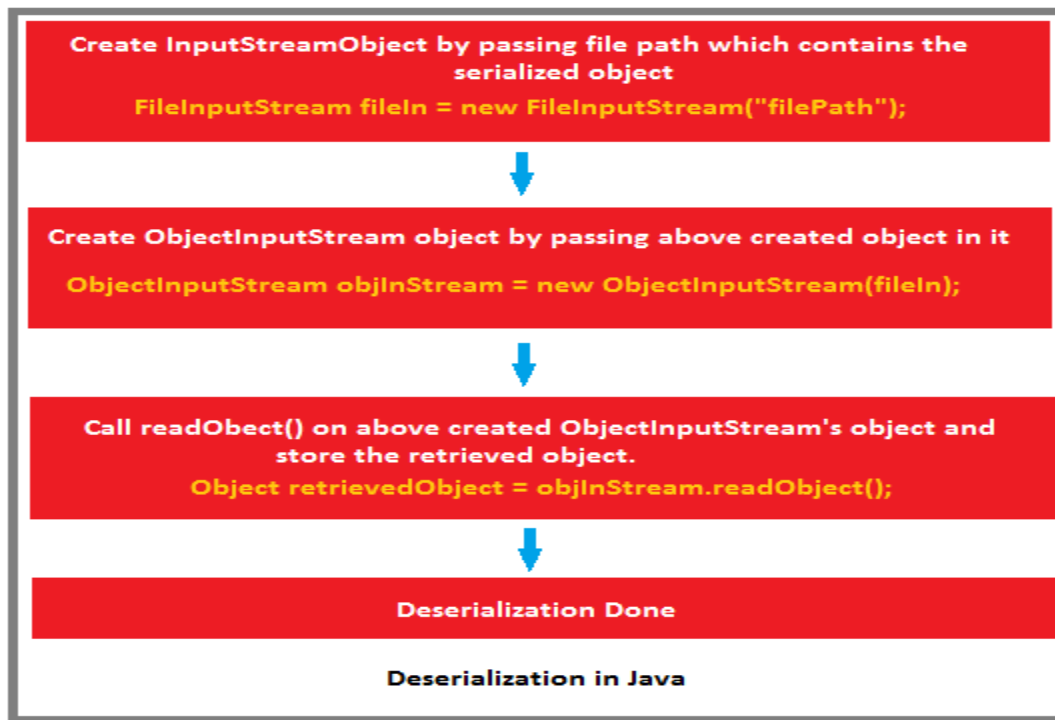 Create InputStreamObject by passing file path which contains the
serialized object
FileInputStream fileIn = new FileInputStream("filePath");
Create ObjectInputStream object by passing above created object in it
ObjectInputStream objInStream = new ObjectInputStream(fileIn);
Call readObect() on above created ObjectInputStream's object and
store the retrieved object.
Object retrievedObject = objInStream.readObject();
Deserialization Done
Deserialization in Java